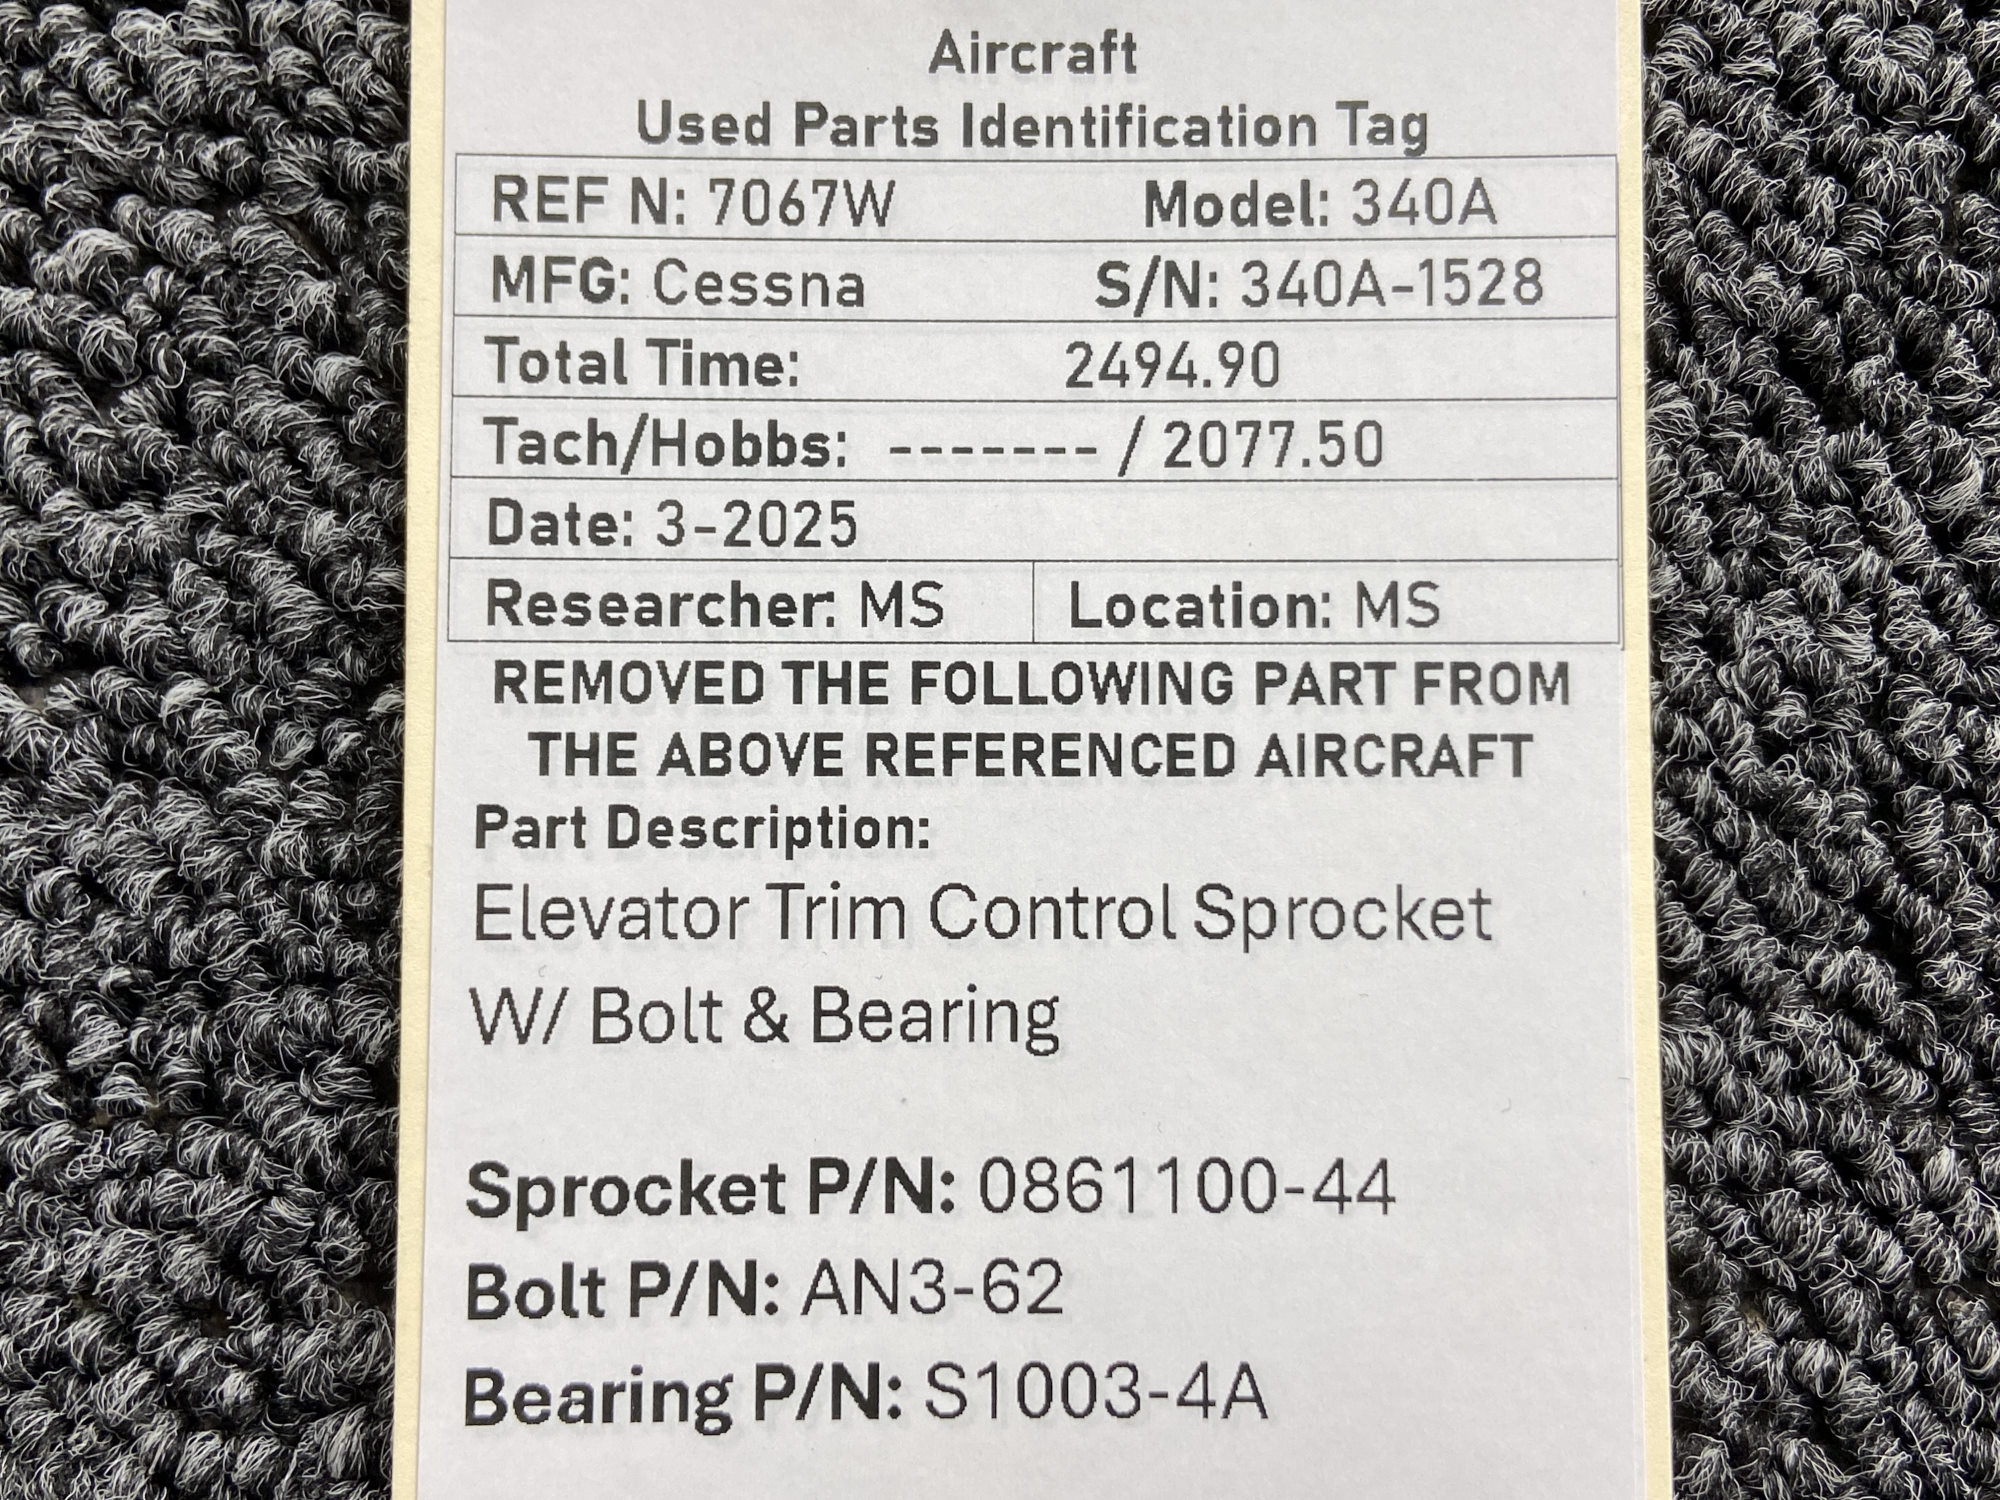 Aircraft
Used Parts Identification Tag
REF N: 7067W Model: 340A
MFG: Cessna S/N: 340A-1528
Total Time: 2494.90
Tach/Hobbs: ------- / 2077.50
Date: 3-2025
Researcher: MS Location: MS
REMOVED THE FOLLOWING PART FROM
THE ABOVE REFERENCED AIRCRAFT
Part Description:
Elevator Trim Control Sprocket
W/ Bolt & Bearing
Sprocket P/N: 0861100-44
Bolt P/N: AN3-62
Bearing P/N: S1003-4A